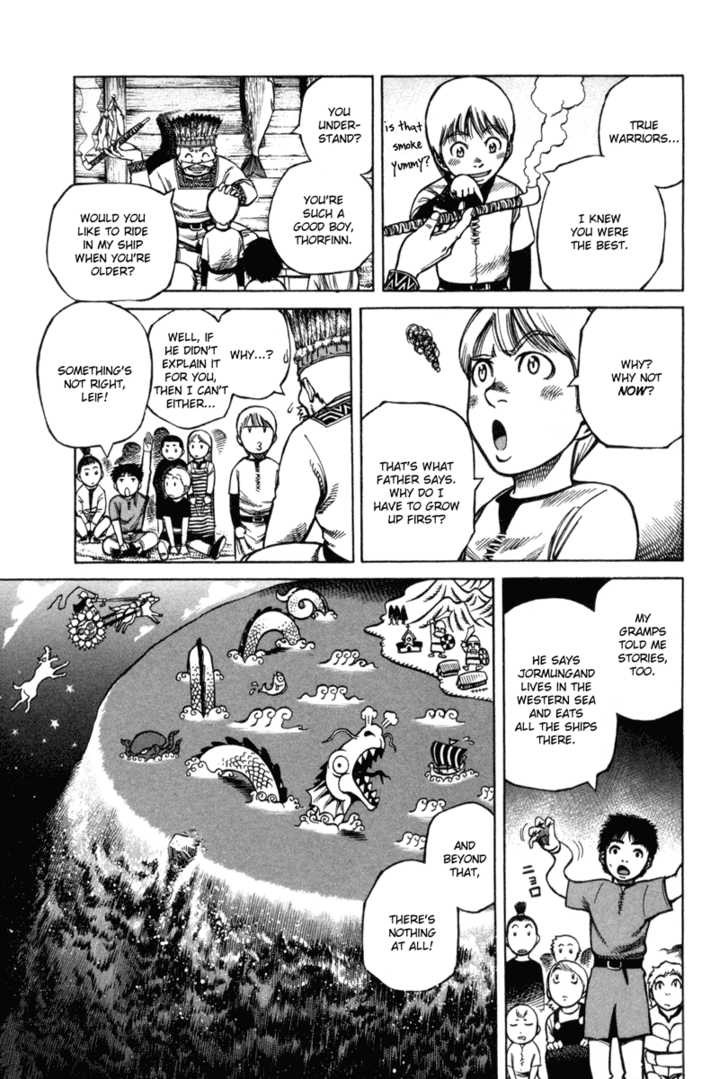 TRUE
WARRIORS...
I KNEW
YOU WERE
THE BEST.
is that
smoke
yummy?
YOU
UNDER-
STAND?
YOU'RE
SUCH A
GOOD BOY,
THORFINN.
WOULD YOU
LIKE TO RIDE
IN MY SHIP
WHEN YOU'RE
OLDER?
WHY?
WHY NOT
NOW?
THAT'S WHAT
FATHER SAYS.
WHY DO I
HAVE TO GROW
UP FIRST?
WHY...?
WELL, IF
HE DIDN'T
EXPLAIN IT
FOR YOU,
THEN I CAN'T
EITHER...
SOMETHING'S
NOT RIGHT,
LEIF!
MY
GRAMPS
TOLD ME
STORIES,
TOO.
HE SAYS
JORMUNGAND
LIVES IN THE
WESTERN SEA
AND EATS
ALL THE SHIPS
THERE.
ニョロ
AND
BEYOND
THAT,
THERE'S
NOTHING
AT ALL!